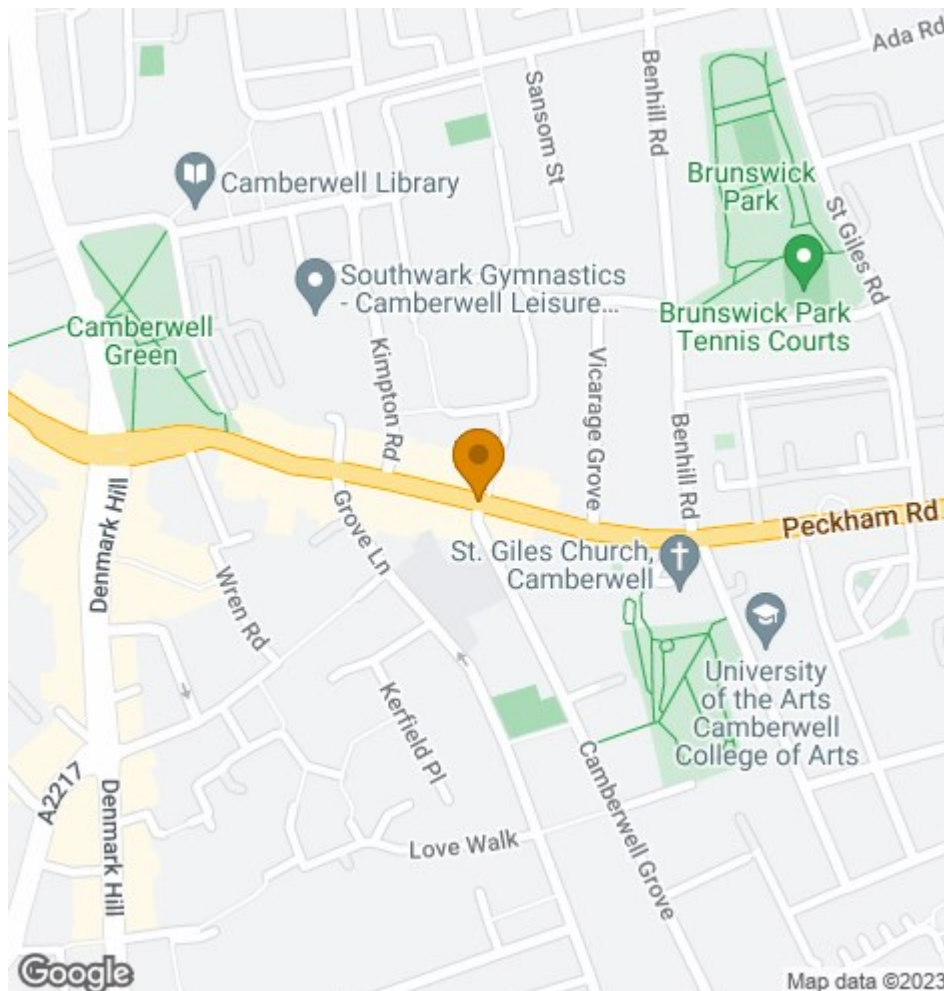 Ada Rd
Sansom St
Benhill Rd
Camberwell Library
Brunswick
Park
St Giles Rd
Southwark Gymnastics
- Camberwell Leisure...
Camberwell
Green
Brunswick Park
Tennis Courts
Kimpton Rd
Vicarage Grove
Benhill Rd
Peckham Rd
Denmark Hill
Grove Ln
St. Giles Church,
Camberwell
Wren Rd
University
of the Arts
Camberwell
College of Arts
Kerfield Pl
Camberwell Grove
A2217
Denmark Hill
Love Walk
Google
Map data ©2023